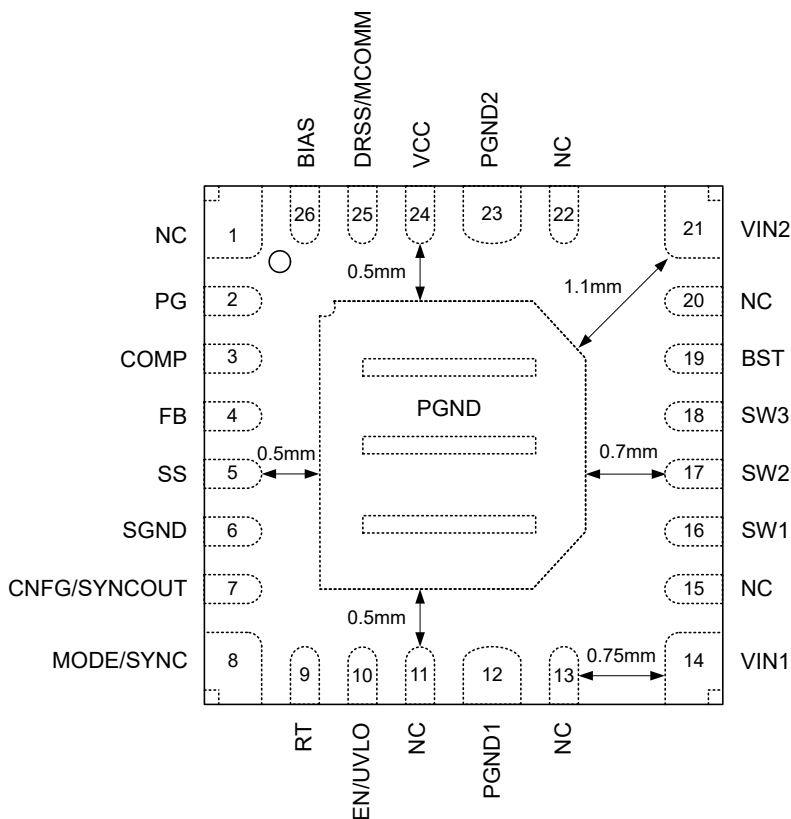 BIAS
DRSS/MCOMM
VCC
PGND2
NC
26
25
24
23
22
NC
1
21
VIN2
0.5mm
1.1mm
PG
2
20
NC
COMP
3
19
BST
PGND
FB
4
18
SW3
0.5mm
0.7mm
SS
5
17
SW2
SGND
6
16
SW1
CNFG/SYNCOUT
7
15
NC
0.5mm
0.75mm
MODE/SYNC
8
14
VIN1
9
10
11
12
13
RT
EN/UVLO
NC
PGND1
NC